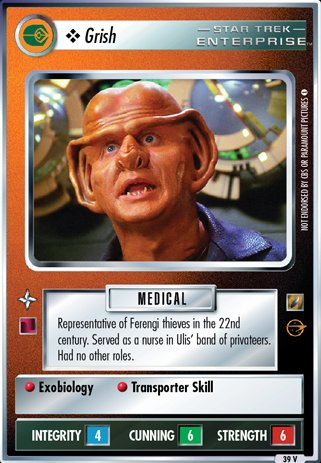 ❖ Grish
STAR TREK
ENTERPRISE™
NOT ENDORSED BY CBS OR PARAMOUNT PICTURES
MEDICAL
Representative of Ferengi thieves in the 22nd
century. Served as a nurse in Ulis' band of privateers.
Had no other roles.
Exobiology Transporter Skill
INTEGRITY 4 CUNNING 6 STRENGTH 6
39 V